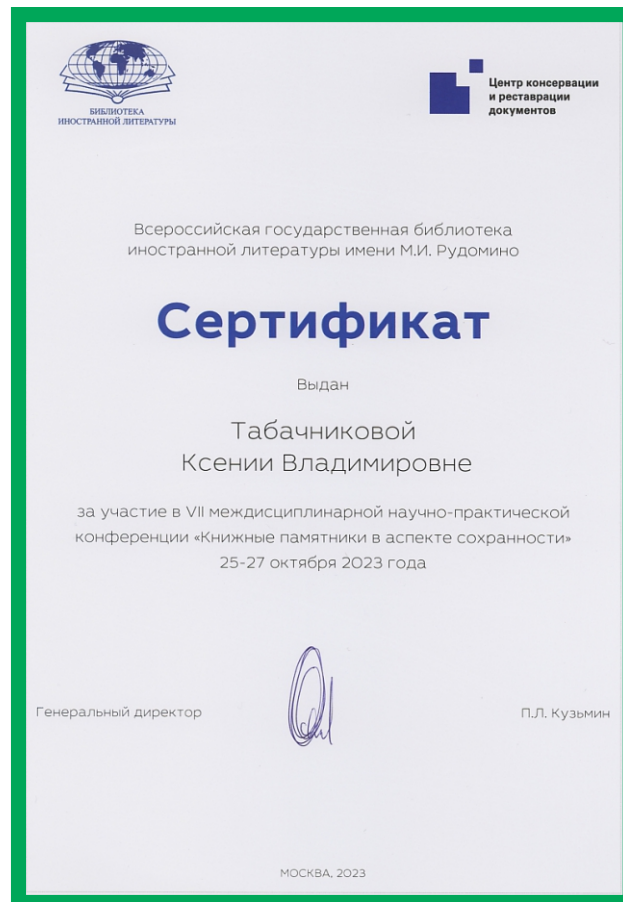 БИБЛИОТЕКА
ИНОСТРАННОЙ ЛИТЕРАТУРЫ
Центр консервации
и реставрации
документов
Всероссийская государственная библиотека
иностранной литературы имени М.И. Рудомино
Сертификат
Выдан
Табачниковой
Ксении Владимировне
за участие в VII междисциплинарной научно-практической
конференции «Книжные памятники в аспекте сохранности»
25-27 октября 2023 года
Генеральный директор
П.Л. Кузьмин
МОСКВА, 2023